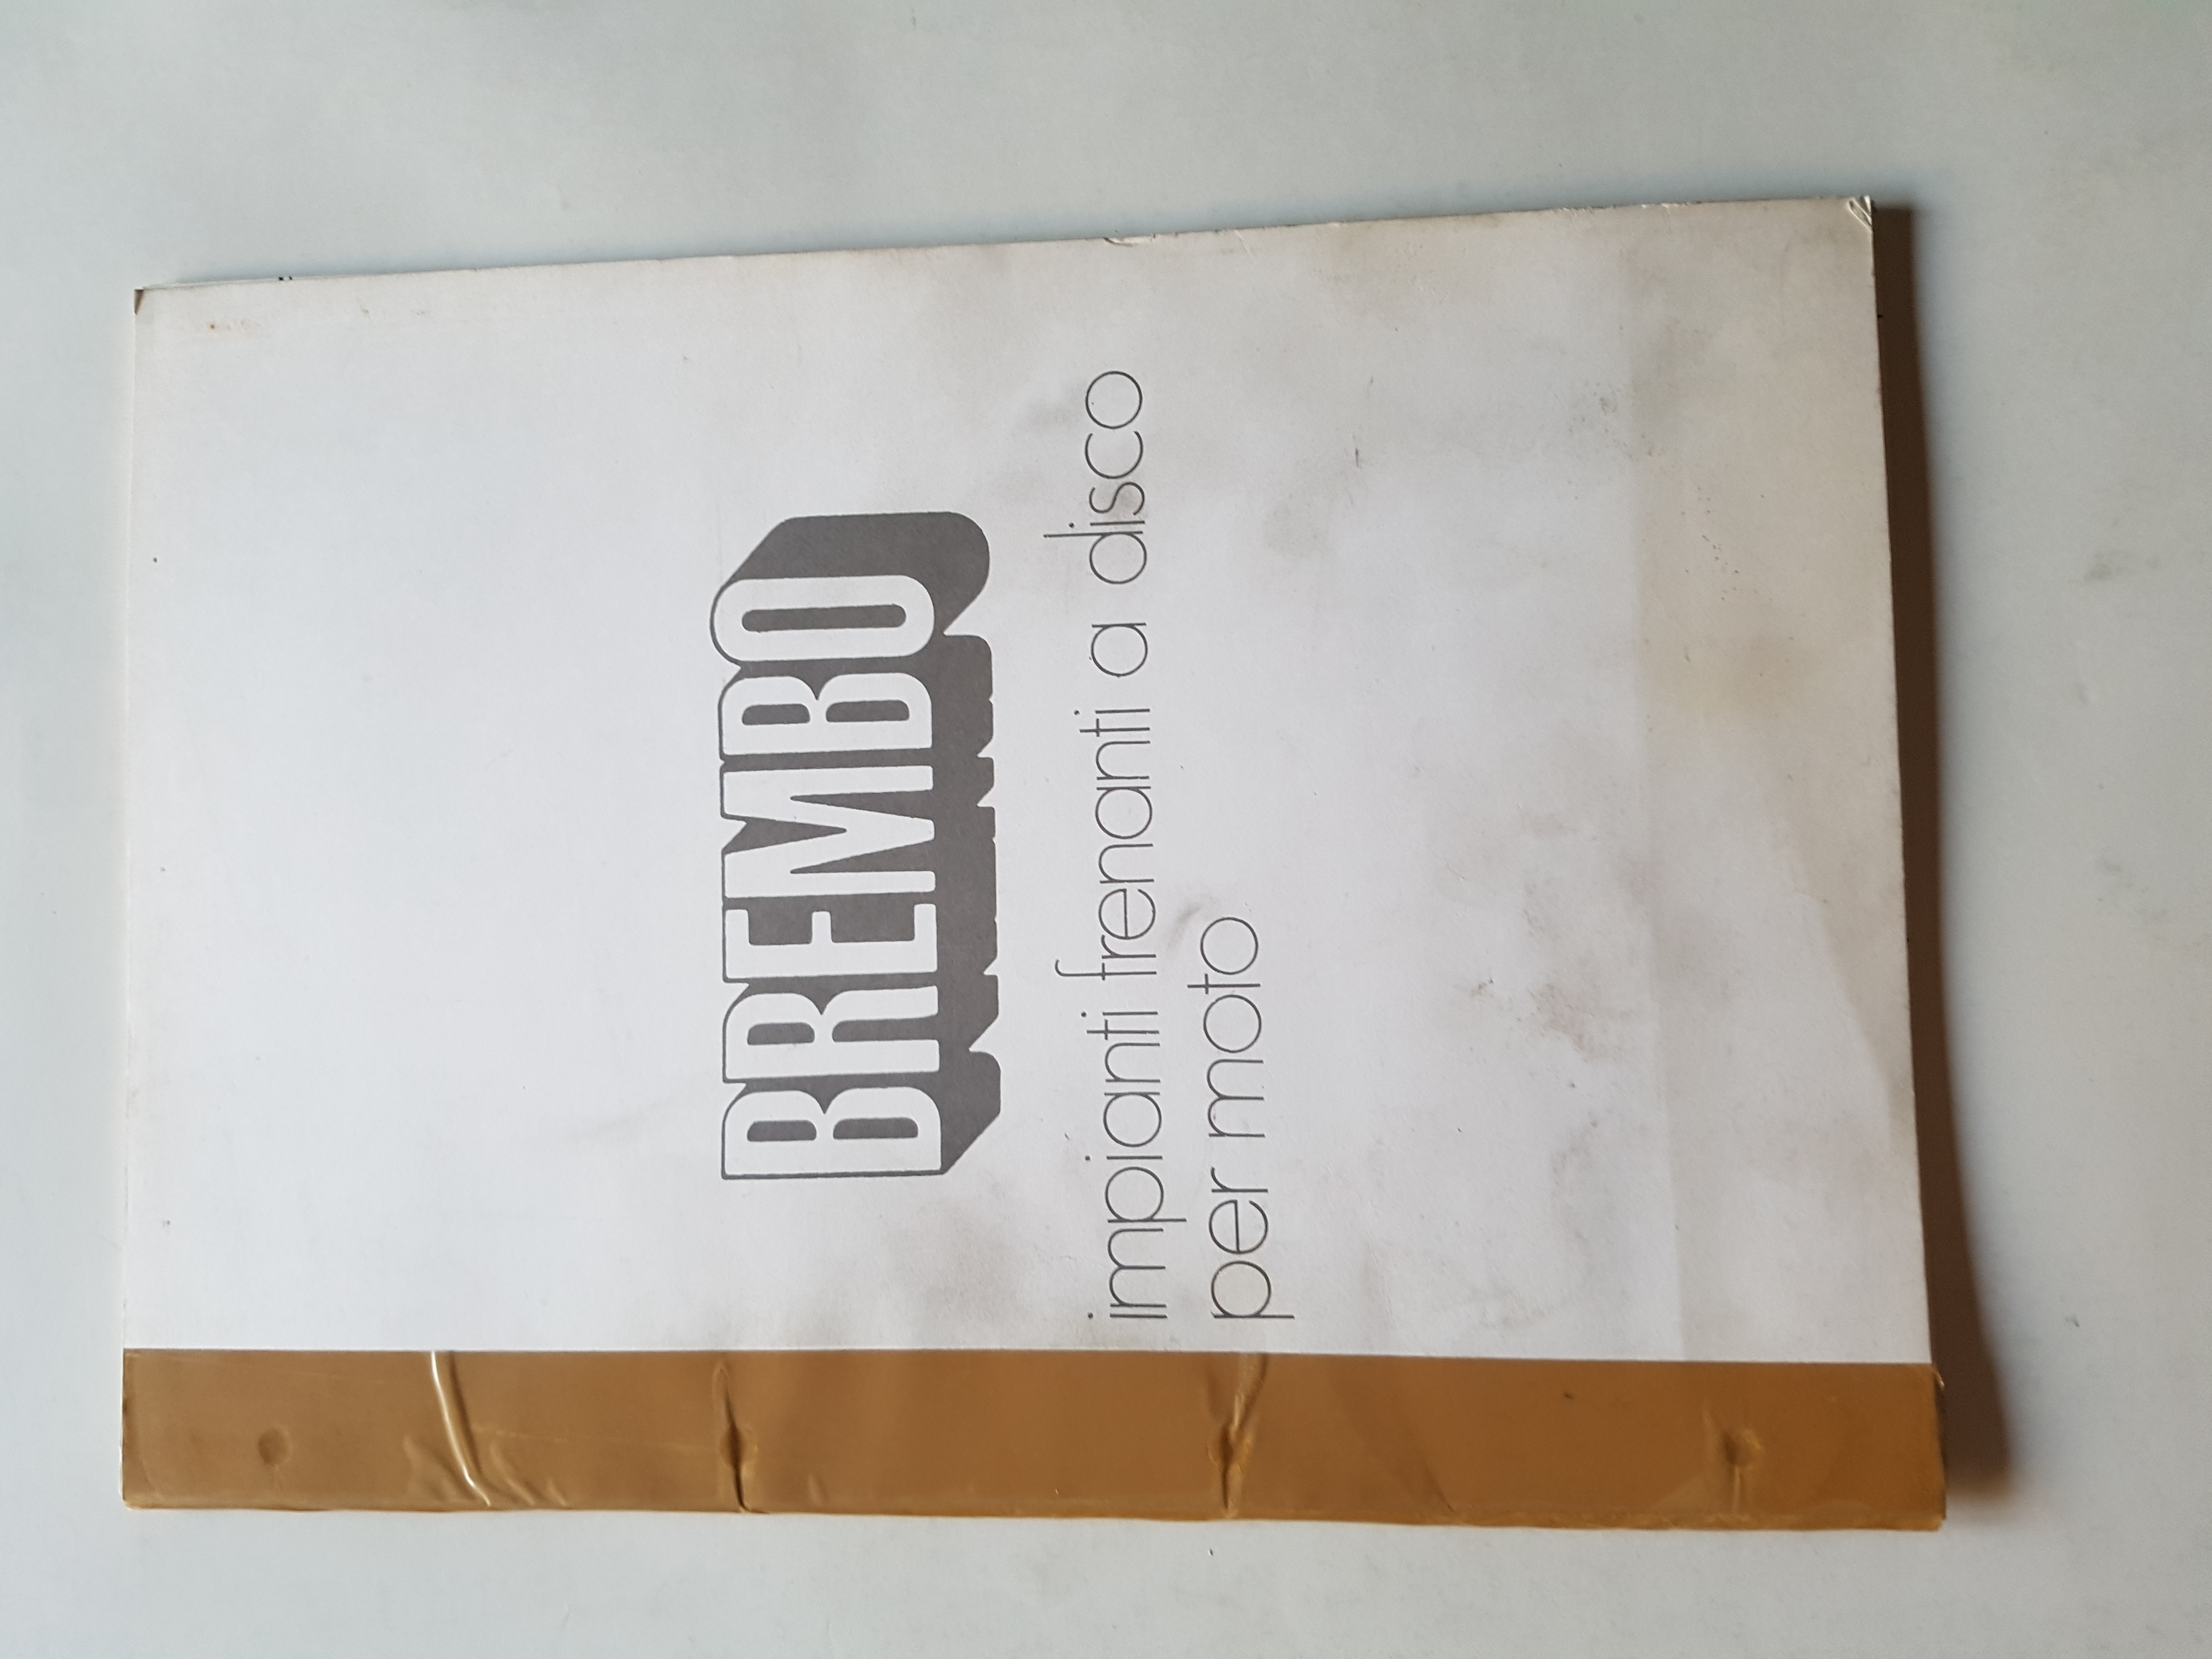 BREMBO
impianti frenanti a disco
per moto